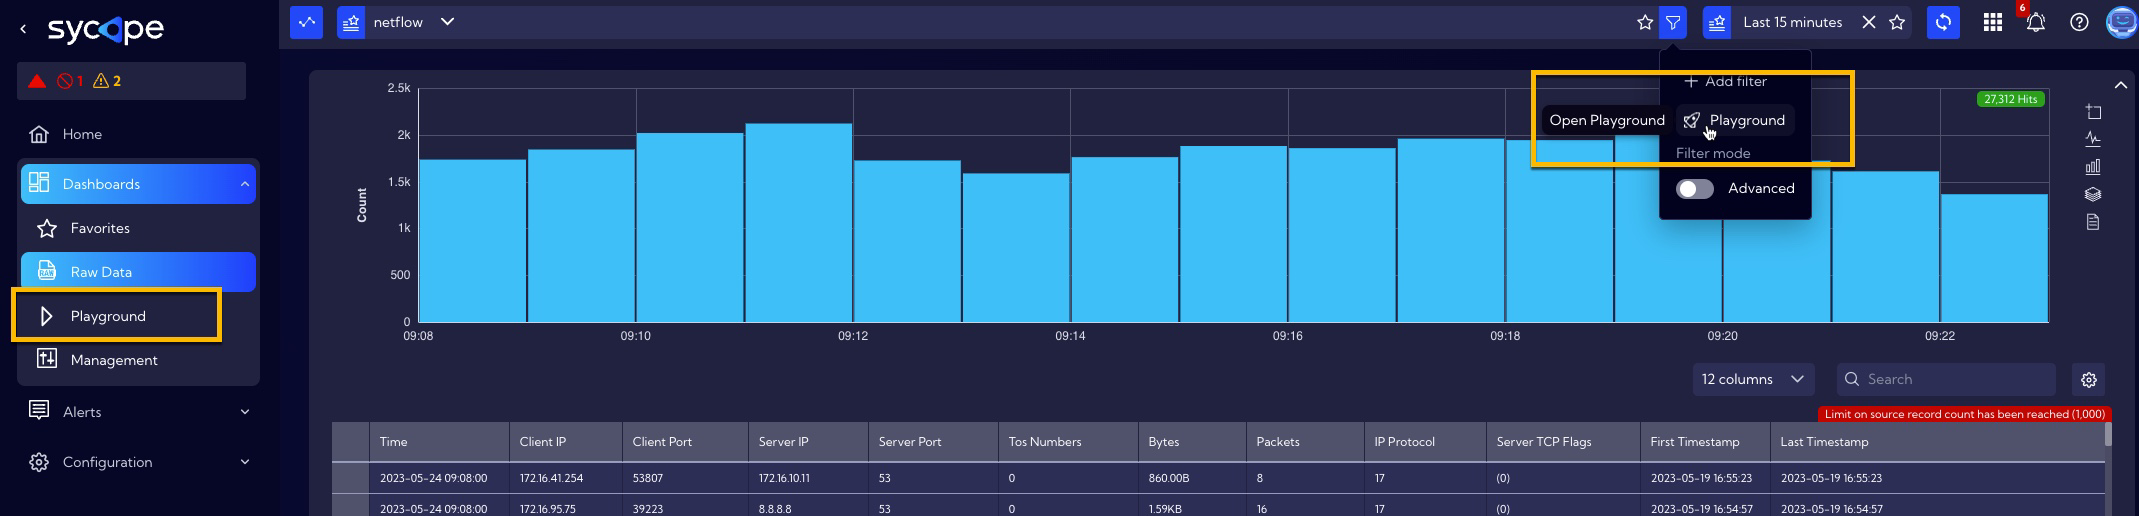 sycope
netflow
Last 15 minutes
6
1
2
Home
Dashboards
Favorites
Raw Data
RAW
Playground
Management
Alerts
Configuration
Add filter
Open Playground
Playground
Filter mode
Advanced
27,312 Hits
2.5k
2k
1.5k
1k
500
0
Count
09:08 09:10 09:12 09:14 09:16 09:18 09:20 09:22
12 columns
Search
Limit on source record count has been reached (1,000)
Time Client IP Client Port Server IP Server Port Tos Numbers Bytes Packets IP Protocol Server TCP Flags First Timestamp Last Timestamp
2023-05-24 09:08:00 172.16.41.254 53807 172.16.10.11 53 0 860.00B 8 17 (0) 2023-05-19 16:55:23 2023-05-19 16:55:23
2023-05-24 09:08:00 172.16.95.75 39223 8.8.8.8 53 0 1.59KB 16 17 (0) 2023-05-19 16:54:57 2023-05-19 16:54:57